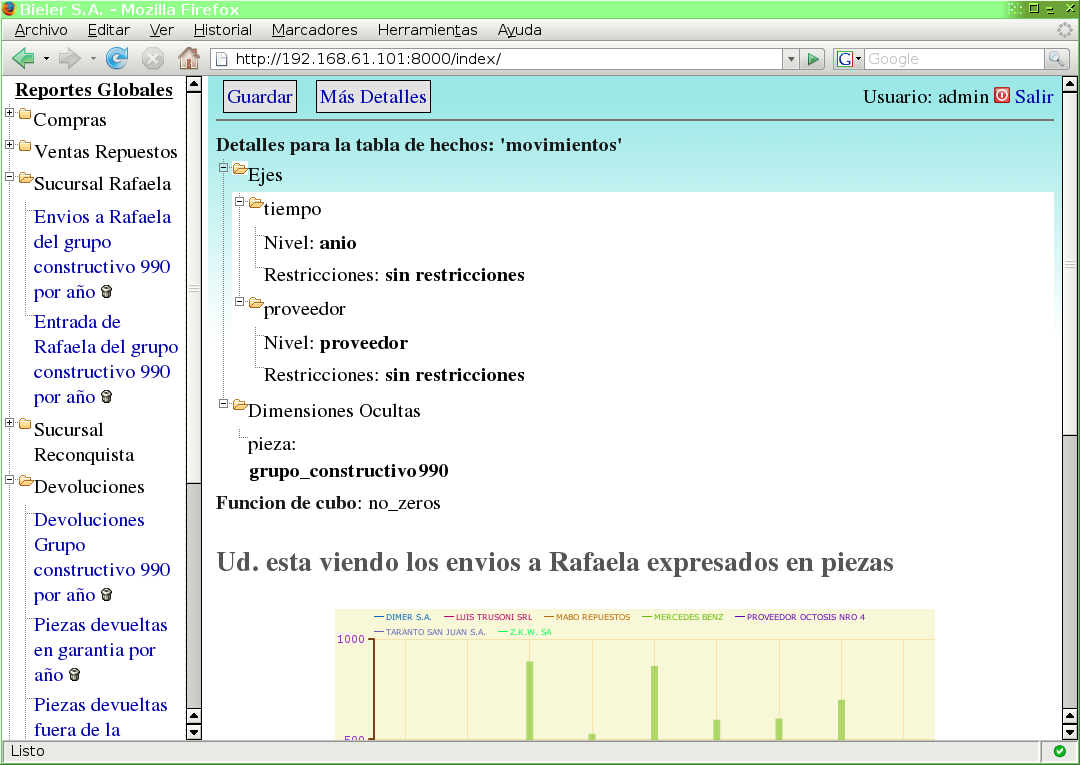 Bieler S.A. - Mozilla Firefox
Archivo Editar Ver Historial Marcadores Herramientas Ayuda
http://192.168.61.101:8000/index/
G Google
Reportes Globales
Compras
Ventas Repuestos
Sucursal Rafaela
Envios a Rafaela
del grupo
constructivo 990
por año
Entrada de
Rafaela del grupo
constructivo 990
por año
Sucursal
Reconquista
Devoluciones
Devoluciones
Grupo
constructivo 990
por año
Piezas devueltas
en garantia por
año
Piezas devueltas
fuera de la
Guardar Más Detalles Usuario: admin Salir
Detalles para la tabla de hechos: 'movimientos'
Ejes
tiempo
Nivel: anio
Restricciones: sin restricciones
proveedor
Nivel: proveedor
Restricciones: sin restricciones
Dimensiones Ocultas
pieza:
grupo_constructivo 990
Funcion de cubo: no_zeros
Ud. esta viendo los envios a Rafaela expresados en piezas
DIMER S.A. LUIS TRUSONI SRL MABO REPUESTOS MERCEDES BENZ PROVEEDOR OCTOSIS NRO 4
TARANTO SAN JUAN S.A. Z.K.W. SA
1000
500
Listo